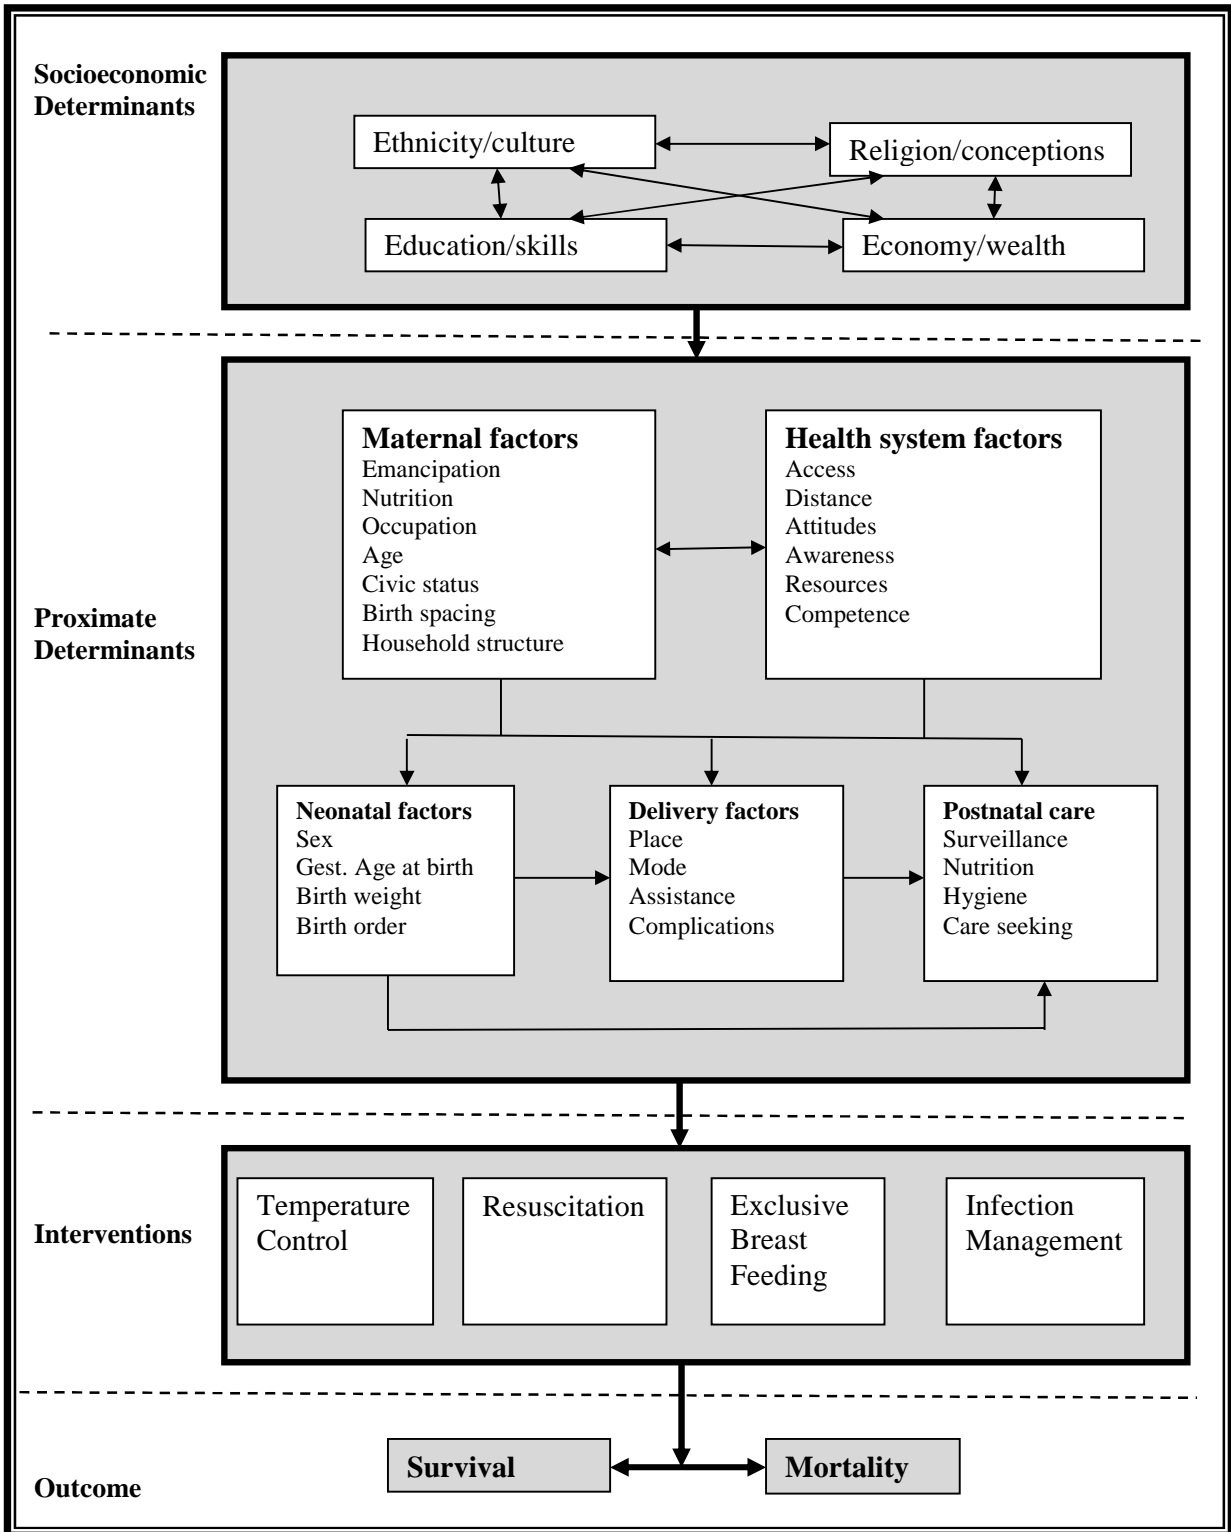 Socioeconomic
Determinants
Ethnicity/culture
Religion/conceptions
Education/skills
Economy/wealth
Proximate
Determinants
Maternal factors
Emancipation
Nutrition
Occupation
Age
Civic status
Birth spacing
Household structure
Health system factors
Access
Distance
Attitudes
Awareness
Resources
Competence
Neonatal factors
Sex
Gest. Age at birth
Birth weight
Birth order
Delivery factors
Place
Mode
Assistance
Complications
Postnatal care
Surveillance
Nutrition
Hygiene
Care seeking
Interventions
Temperature
Control
Resuscitation
Exclusive
Breast
Feeding
Infection
Management
Outcome
Survival
Mortality